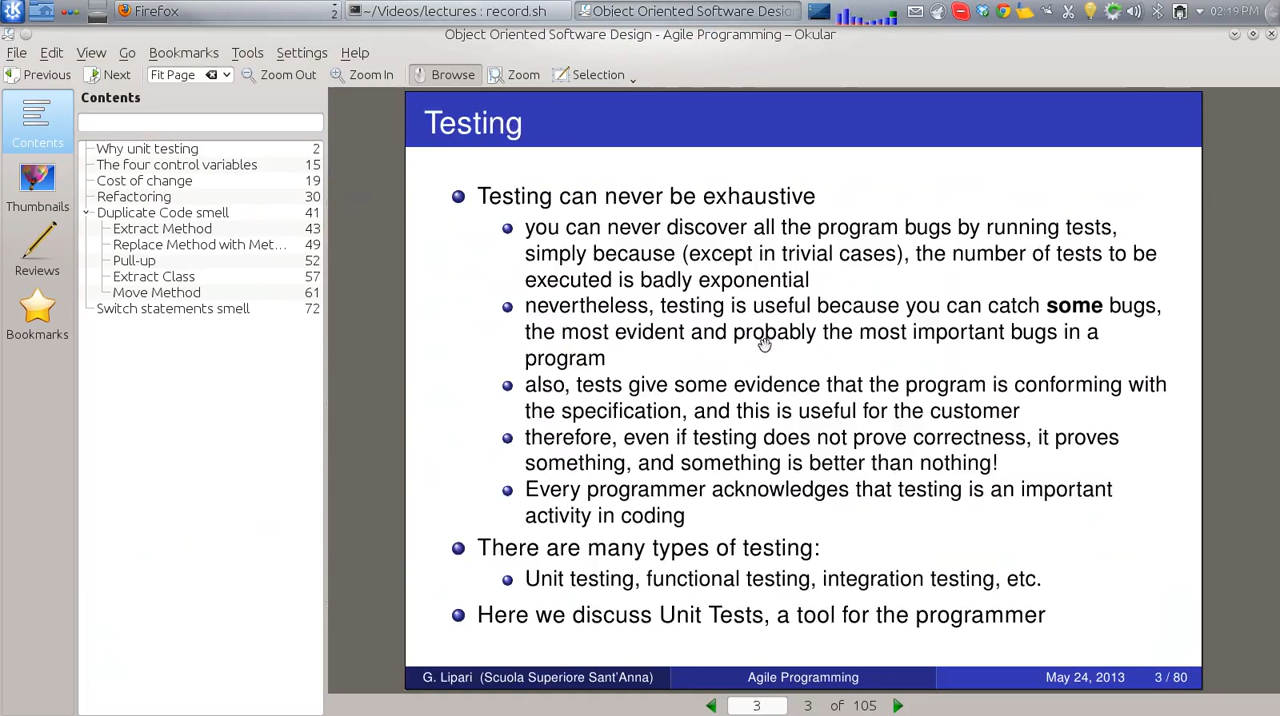 Firefox
2
~/Videos/lectures : record.sh
Object Oriented Software Desig
02:19 PM
Object Oriented Software Design - Agile Programming – Okular
File Edit View Go Bookmarks Tools Settings Help
Previous Next Fit Page Zoom Out Zoom In Browse Zoom Selection
Contents
Contents
Thumbnails
Reviews
Bookmarks
Why unit testing 2
The four control variables 15
Cost of change 19
Refactoring 30
Duplicate Code smell 41
Extract Method 43
Replace Method with Met... 49
Pull-up 52
Extract Class 57
Move Method 61
Switch statements smell 72
Testing
Testing can never be exhaustive
you can never discover all the program bugs by running tests,
simply because (except in trivial cases), the number of tests to be
executed is badly exponential
nevertheless, testing is useful because you can catch some bugs,
the most evident and probably the most important bugs in a
program
also, tests give some evidence that the program is conforming with
the specification, and this is useful for the customer
therefore, even if testing does not prove correctness, it proves
something, and something is better than nothing!
Every programmer acknowledges that testing is an important
activity in coding
There are many types of testing:
Unit testing, functional testing, integration testing, etc.
Here we discuss Unit Tests, a tool for the programmer
G. Lipari (Scuola Superiore Sant'Anna) Agile Programming May 24, 2013 3 / 80
3 3 of 105